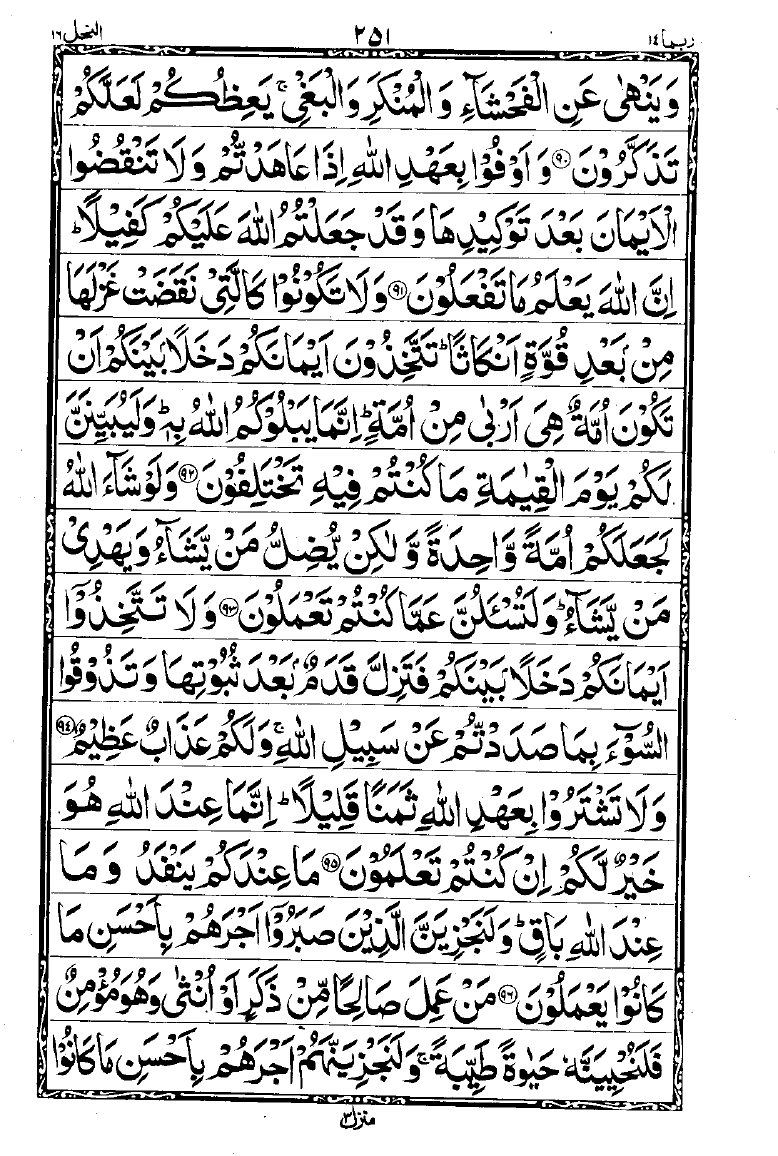 ربما ١٤
٢٥١
النحل ١٦
وَيَنْهٰى عَنِ الْفَحْشَآءِ وَالْمُنْكَرِ وَالْبَغْيِ ۚ يَعِظُكُمْ لَعَلَّكُمْ
تَذَكَّرُوْنَ ﴿٩٠﴾ وَاَوْفُوْا بِعَهْدِ اللّٰهِ اِذَا عَاهَدْتُّمْ وَلَا تَنْقُضُوا
الْاَيْمَانَ بَعْدَ تَوْكِيْدِهَا وَقَدْ جَعَلْتُمُ اللّٰهَ عَلَيْكُمْ كَفِيْلًا ؕ
اِنَّ اللّٰهَ يَعْلَمُ مَا تَفْعَلُوْنَ ﴿٩١﴾ وَلَا تَكُوْنُوْا كَالَّتِيْ نَقَضَتْ غَزْلَهَا
مِنْۢ بَعْدِ قُوَّةٍ اَنْكَاثًا ؕ تَتَّخِذُوْنَ اَيْمَانَكُمْ دَخَلًۢا بَيْنَكُمْ اَنْ
تَكُوْنَ اُمَّةٌ هِيَ اَرْبٰى مِنْ اُمَّةٍ ؕ اِنَّمَا يَبْلُوْكُمُ اللّٰهُ بِهٖ ؕ وَلَيُبَيِّنَنَّ
لَكُمْ يَوْمَ الْقِيٰمَةِ مَا كُنْتُمْ فِيْهِ تَخْتَلِفُوْنَ ﴿٩٢﴾ وَلَوْ شَآءَ اللّٰهُ
لَجَعَلَكُمْ اُمَّةً وَّاحِدَةً وَّلٰكِنْ يُّضِلُّ مَنْ يَّشَآءُ وَيَهْدِيْ
مَنْ يَّشَآءُ ؕ وَلَتُسْـَٔلُنَّ عَمَّا كُنْتُمْ تَعْمَلُوْنَ ﴿٩٣﴾ وَلَا تَتَّخِذُوْٓا
اَيْمَانَكُمْ دَخَلًۢا بَيْنَكُمْ فَتَزِلَّ قَدَمٌۢ بَعْدَ ثُبُوْتِهَا وَتَذُوْقُوا
السُّوْٓءَ بِمَا صَدَدْتُّمْ عَنْ سَبِيْلِ اللّٰهِ ۚ وَلَكُمْ عَذَابٌ عَظِيْمٌ ﴿٩٤﴾
وَلَا تَشْتَرُوْا بِعَهْدِ اللّٰهِ ثَمَنًا قَلِيْلًا ؕ اِنَّمَا عِنْدَ اللّٰهِ هُوَ
خَيْرٌ لَّكُمْ اِنْ كُنْتُمْ تَعْلَمُوْنَ ﴿٩٥﴾ مَا عِنْدَكُمْ يَنْفَدُ وَمَا
عِنْدَ اللّٰهِ بَاقٍ ؕ وَلَنَجْزِيَنَّ الَّذِيْنَ صَبَرُوْٓا اَجْرَهُمْ بِاَحْسَنِ مَا
كَانُوْا يَعْمَلُوْنَ ﴿٩٦﴾ مَنْ عَمِلَ صَالِحًا مِّنْ ذَكَرٍ اَوْ اُنْثٰى وَهُوَ مُؤْمِنٌ
فَلَنُحْيِيَنَّهٗ حَيٰوةً طَيِّبَةً ۚ وَلَنَجْزِيَنَّهُمْ اَجْرَهُمْ بِاَحْسَنِ مَا كَانُوْا
منزل ٣